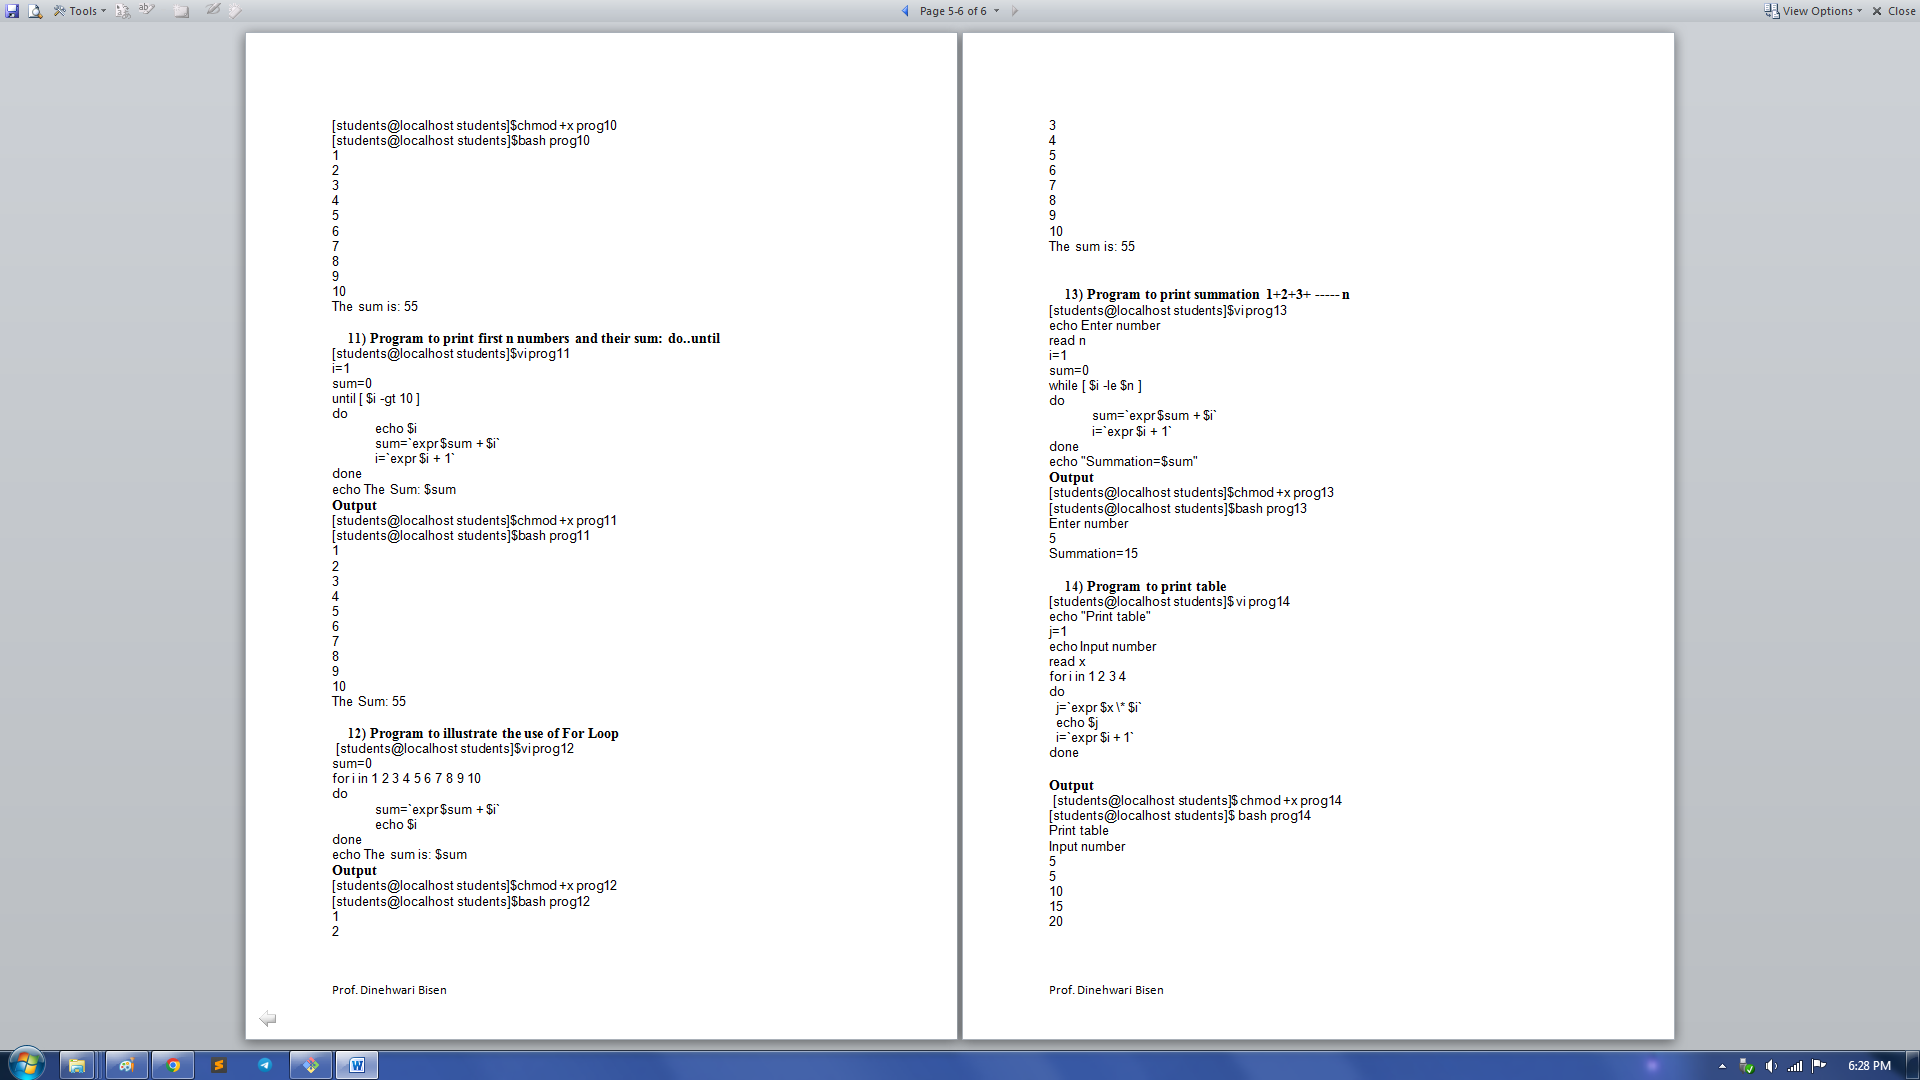 Tools
Page 5-6 of 6
View Options
Close
[students@localhost students]$chmod +x prog10
[students@localhost students]$bash prog10
1
2
3
4
5
6
7
8
9
10
The sum is: 55
11) Program to print first n numbers and their sum: do..until
[students@localhost students]$vi prog11
i=1
sum=0
until [ $i -gt 10 ]
do
echo $i
sum=`expr $sum + $i`
i=`expr $i + 1`
done
echo The Sum: $sum
Output
[students@localhost students]$chmod +x prog11
[students@localhost students]$bash prog11
1
2
3
4
5
6
7
8
9
10
The Sum: 55
12) Program to illustrate the use of For Loop
[students@localhost students]$vi prog12
sum=0
for i in 1 2 3 4 5 6 7 8 9 10
do
sum=`expr $sum + $i`
echo $i
done
echo The sum is: $sum
Output
[students@localhost students]$chmod +x prog12
[students@localhost students]$bash prog12
1
2
Prof. Dinehwari Bisen
3
4
5
6
7
8
9
10
The sum is: 55
13) Program to print summation 1+2+3+ ----- n
[students@localhost students]$vi prog13
echo Enter number
read n
i=1
sum=0
while [ $i -le $n ]
do
sum=`expr $sum + $i`
i=`expr $i + 1`
done
echo "Summation=$sum"
Output
[students@localhost students]$chmod +x prog13
[students@localhost students]$bash prog13
Enter number
5
Summation=15
14) Program to print table
[students@localhost students]$ vi prog14
echo "Print table"
j=1
echo Input number
read x
for i in 1 2 3 4
do
j=`expr $x \* $i`
echo $j
i=`expr $i + 1`
done
Output
[students@localhost students]$ chmod +x prog14
[students@localhost students]$ bash prog14
Print table
Input number
5
5
10
15
20
Prof. Dinehwari Bisen
6:28 PM